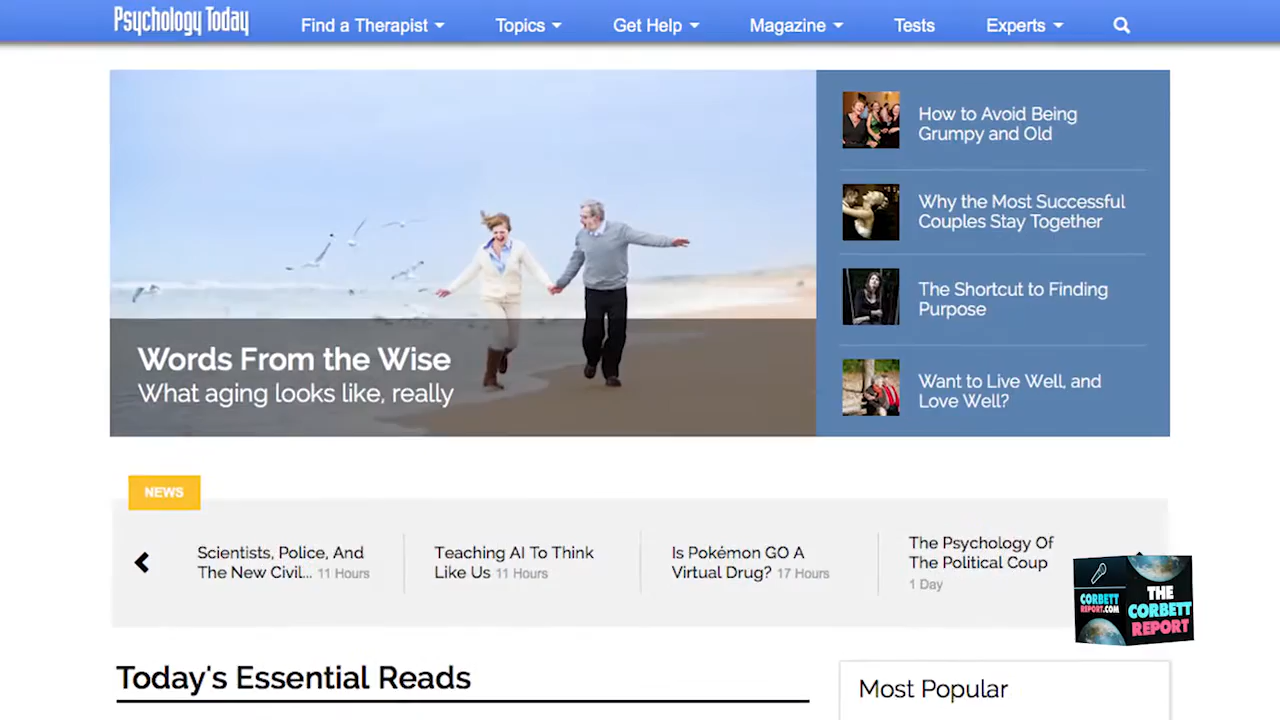 Psychology Today
Find a Therapist
Topics
Get Help
Magazine
Tests
Experts
How to Avoid Being
Grumpy and Old
Why the Most Successful
Couples Stay Together
The Shortcut to Finding
Purpose
Want to Live Well, and
Love Well?
Words From the Wise
What aging looks like, really
NEWS
Scientists, Police, And
The New Civil... 11 Hours
Teaching AI To Think
Like Us 11 Hours
Is Pokémon GO A
Virtual Drug? 17 Hours
The Psychology Of
The Political Coup
1 Day
CORBETT
REPORT.COM
THE
CORBETT
REPORT
Today's Essential Reads
Most Popular